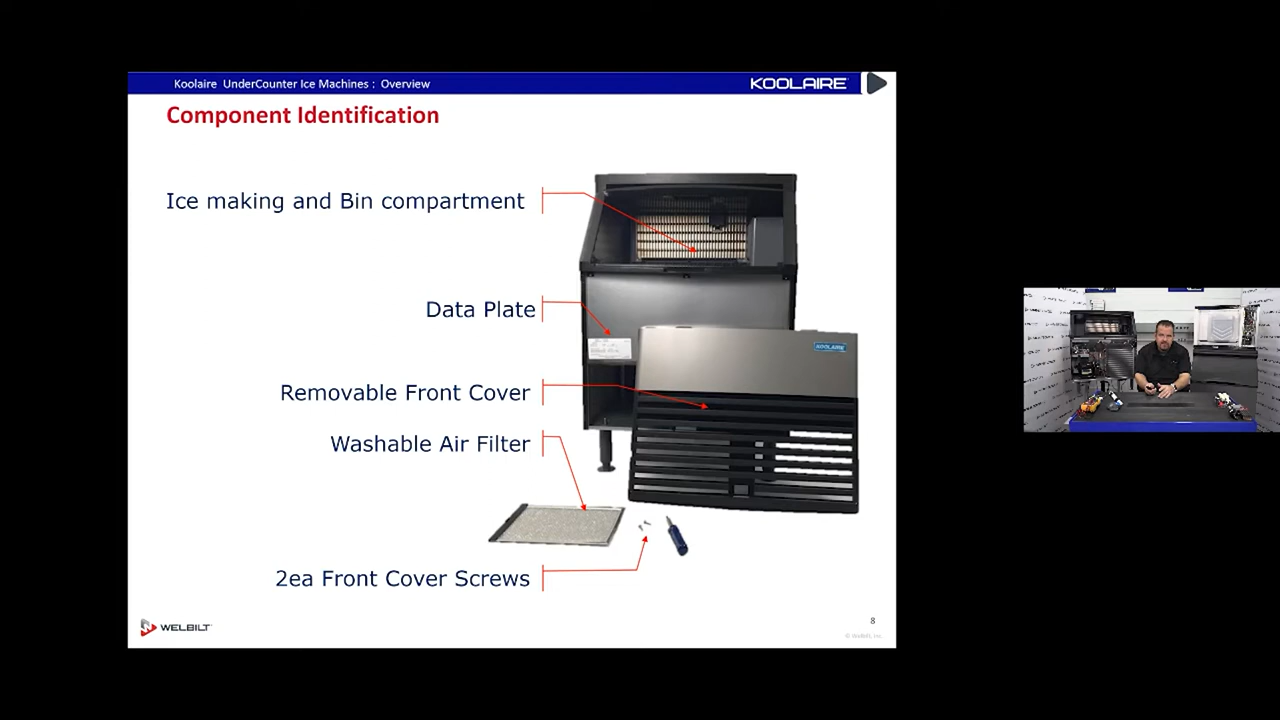 Koolaire UnderCounter Ice Machines : Overview
KOOLAIRE
Component Identification
Ice making and Bin compartment
Data Plate
KOOLAIRE
Removable Front Cover
Washable Air Filter
2ea Front Cover Screws
WELBILT
8
© Welbilt, Inc.